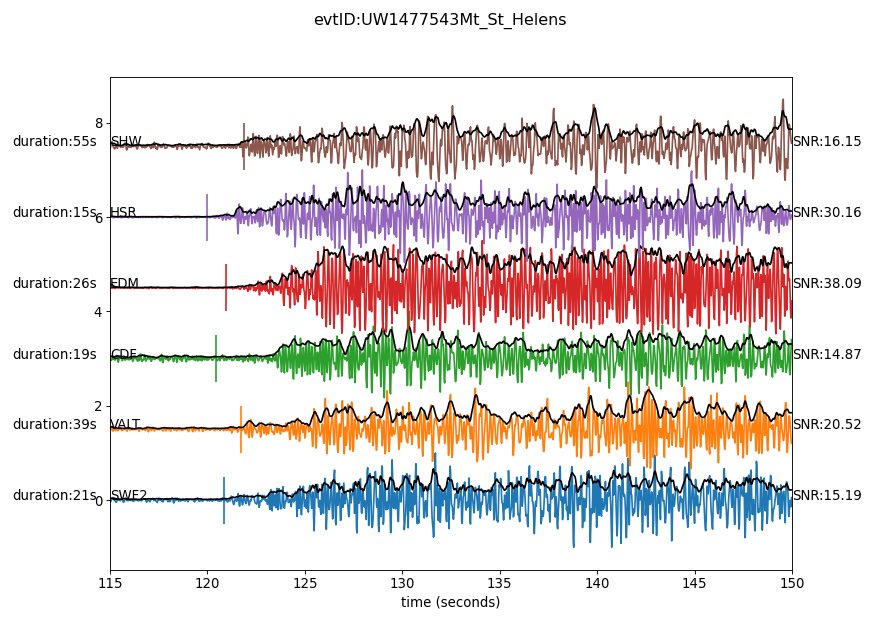 evtID:UW1477543Mt_St_Helens
8
duration:55s SHW SNR:16.15
duration:15s HSR SNR:30.16
6
duration:26s EDM SNR:38.09
4
duration:19s CDF SNR:14.87
2
duration:39s VALT SNR:20.52
duration:21s SWF2 SNR:15.19
0
115 120 125 130 135 140 145 150
time (seconds)